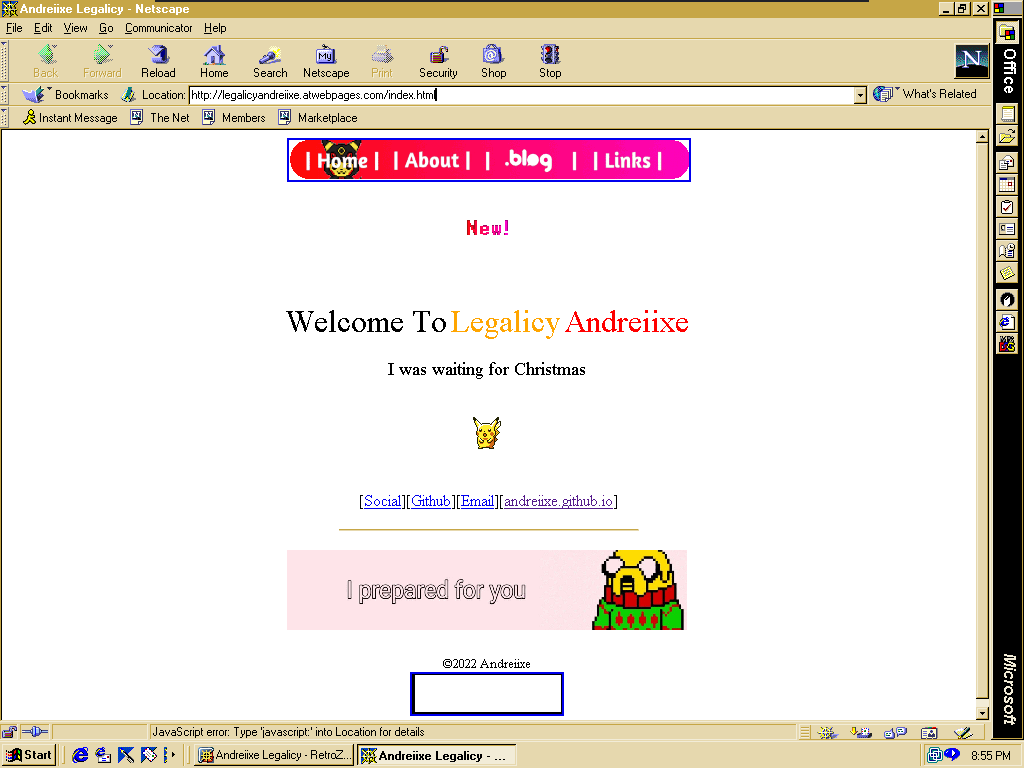 Andreiixe Legalicy - Netscape
File Edit View Go Communicator Help
Back Forward Reload Home Search Netscape Print Security Shop Stop
My
N
Bookmarks Location: http://legalicyandreiixe.atwebpages.com/index.html What's Related
Instant Message The Net Members Marketplace
| Home | | About | | .blog | | Links |
New!
Welcome To Legalicy Andreiixe
I was waiting for Christmas
[Social][Github][Email][andreiixe.github.io]
I prepared for you
©2022 Andreiixe
JavaScript error: Type 'javascript:' into Location for details
Start Andreiixe Legalicy - RetroZ... Andreiixe Legalicy - ... 8:55 PM
Office
Microsoft